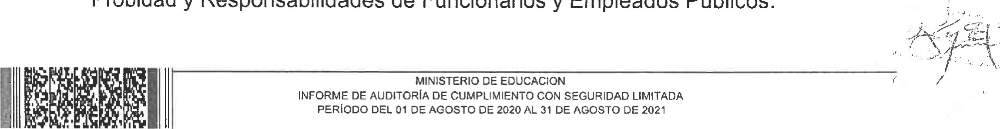 Probidad y Responsabilidades de Funcionarios y Empleados Públicos.
MINISTERIO DE EDUCACION
INFORME DE AUDITORÍA DE CUMPLIMIENTO CON SEGURIDAD LIMITADA
PERÍODO DEL 01 DE AGOSTO DE 2020 AL 31 DE AGOSTO DE 2021